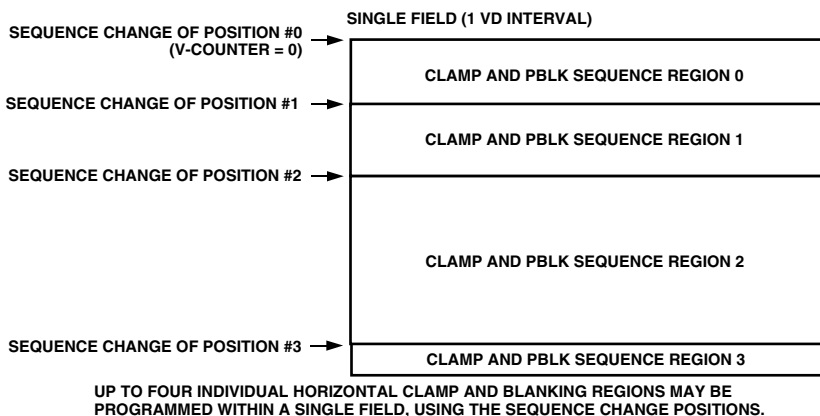 SINGLE FIELD (1 VD INTERVAL)
SEQUENCE CHANGE OF POSITION #0
(V-COUNTER = 0)
CLAMP AND PBLK SEQUENCE REGION 0
SEQUENCE CHANGE OF POSITION #1
CLAMP AND PBLK SEQUENCE REGION 1
SEQUENCE CHANGE OF POSITION #2
CLAMP AND PBLK SEQUENCE REGION 2
SEQUENCE CHANGE OF POSITION #3
CLAMP AND PBLK SEQUENCE REGION 3
UP TO FOUR INDIVIDUAL HORIZONTAL CLAMP AND BLANKING REGIONS MAY BE
PROGRAMMED WITHIN A SINGLE FIELD, USING THE SEQUENCE CHANGE POSITIONS.